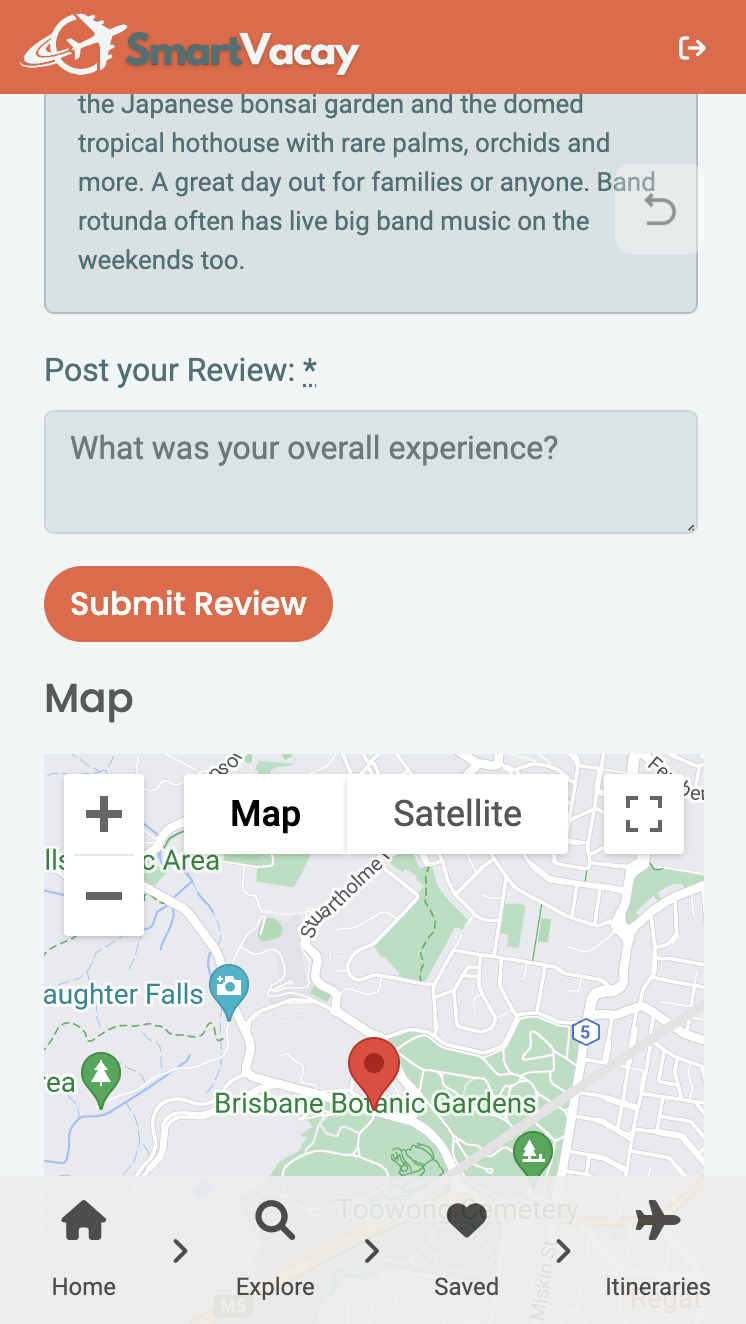 SmartVacay
the Japanese bonsai garden and the domed
tropical hothouse with rare palms, orchids and
more. A great day out for families or anyone. Band
rotunda often has live big band music on the
weekends too.
Post your Review: *
What was your overall experience?
Submit Review
Map
Map
Satellite
c Area
Stuartholme
aughter Falls
5
rea
Brisbane Botanic Gardens
Toowong Cemetery
Miskin St
M5
Regat
Home
Explore
Saved
Itineraries